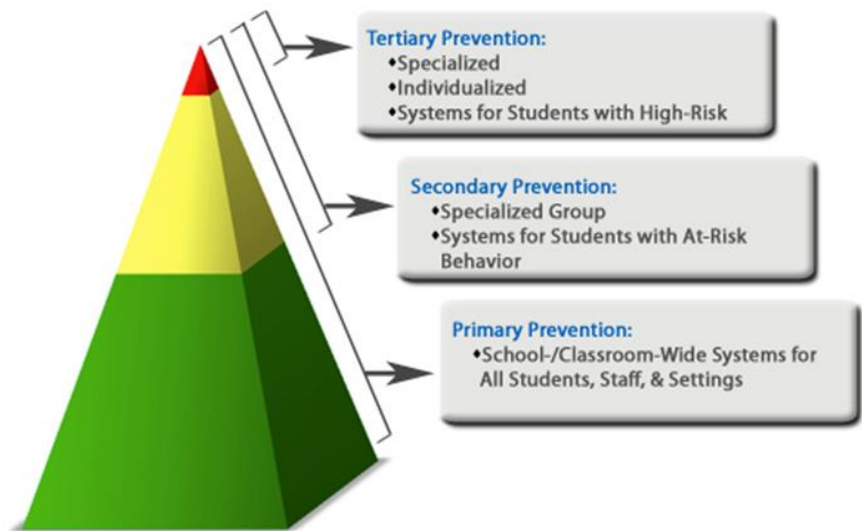 Tertiary Prevention:
♦Specialized
♦Individualized
♦Systems for Students with High-Risk
Secondary Prevention:
♦Specialized Group
♦Systems for Students with At-Risk
Behavior
Primary Prevention:
♦School-/Classroom-Wide Systems for
All Students, Staff, & Settings